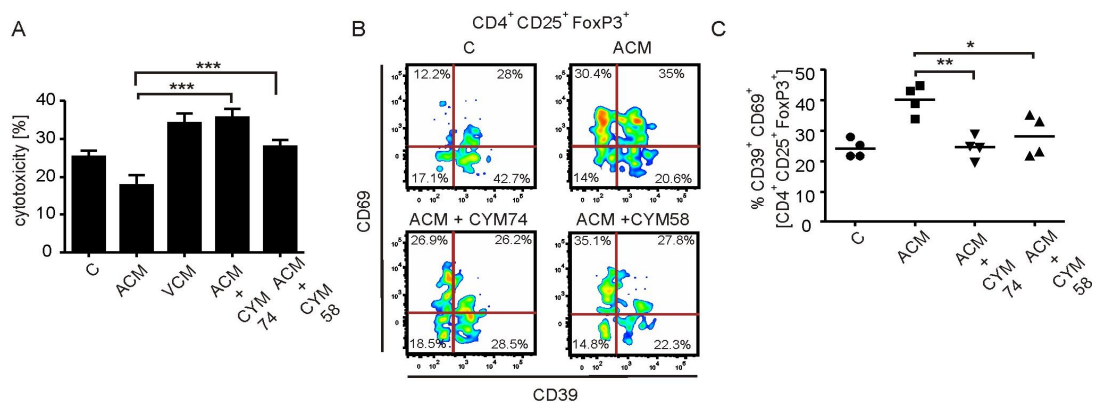 A
cytotoxicity [%]
40
30
20
10
0
C
ACM
VCM
ACM + CYM 74
ACM + CYM 58
***
***
B
CD4+ CD25+ FoxP3+
C
ACM
12.2% 28%
17.1% 42.7%
30.4% 35%
14% 20.6%
ACM + CYM74
ACM +CYM58
26.9% 26.2%
18.5% 28.5%
35.1% 27.8%
14.8% 22.3%
CD69
CD39
C
% CD39+ CD69+
[CD4+ CD25+ FoxP3+]
50
40
30
20
10
0
*
**
C
ACM
ACM + CYM 74
ACM + CYM 58